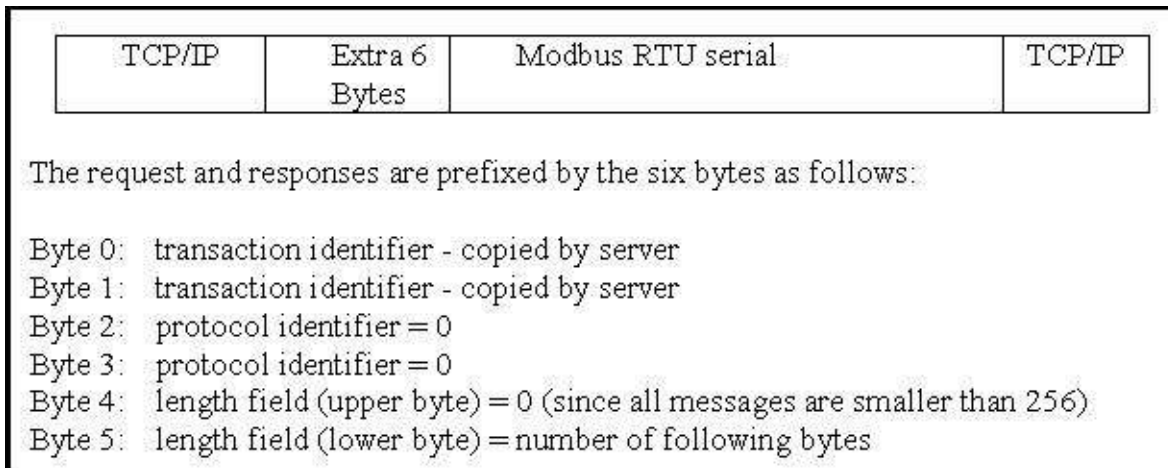 TCP/IP Extra 6 Modbus RTU serial TCP/IP
Bytes
The request and responses are prefixed by the six bytes as follows:
Byte 0: transaction identifier - copied by server
Byte 1: transaction identifier - copied by server
Byte 2: protocol identifier = 0
Byte 3: protocol identifier = 0
Byte 4: length field (upper byte) = 0 (since all messages are smaller than 256)
Byte 5: length field (lower byte) = number of following bytes